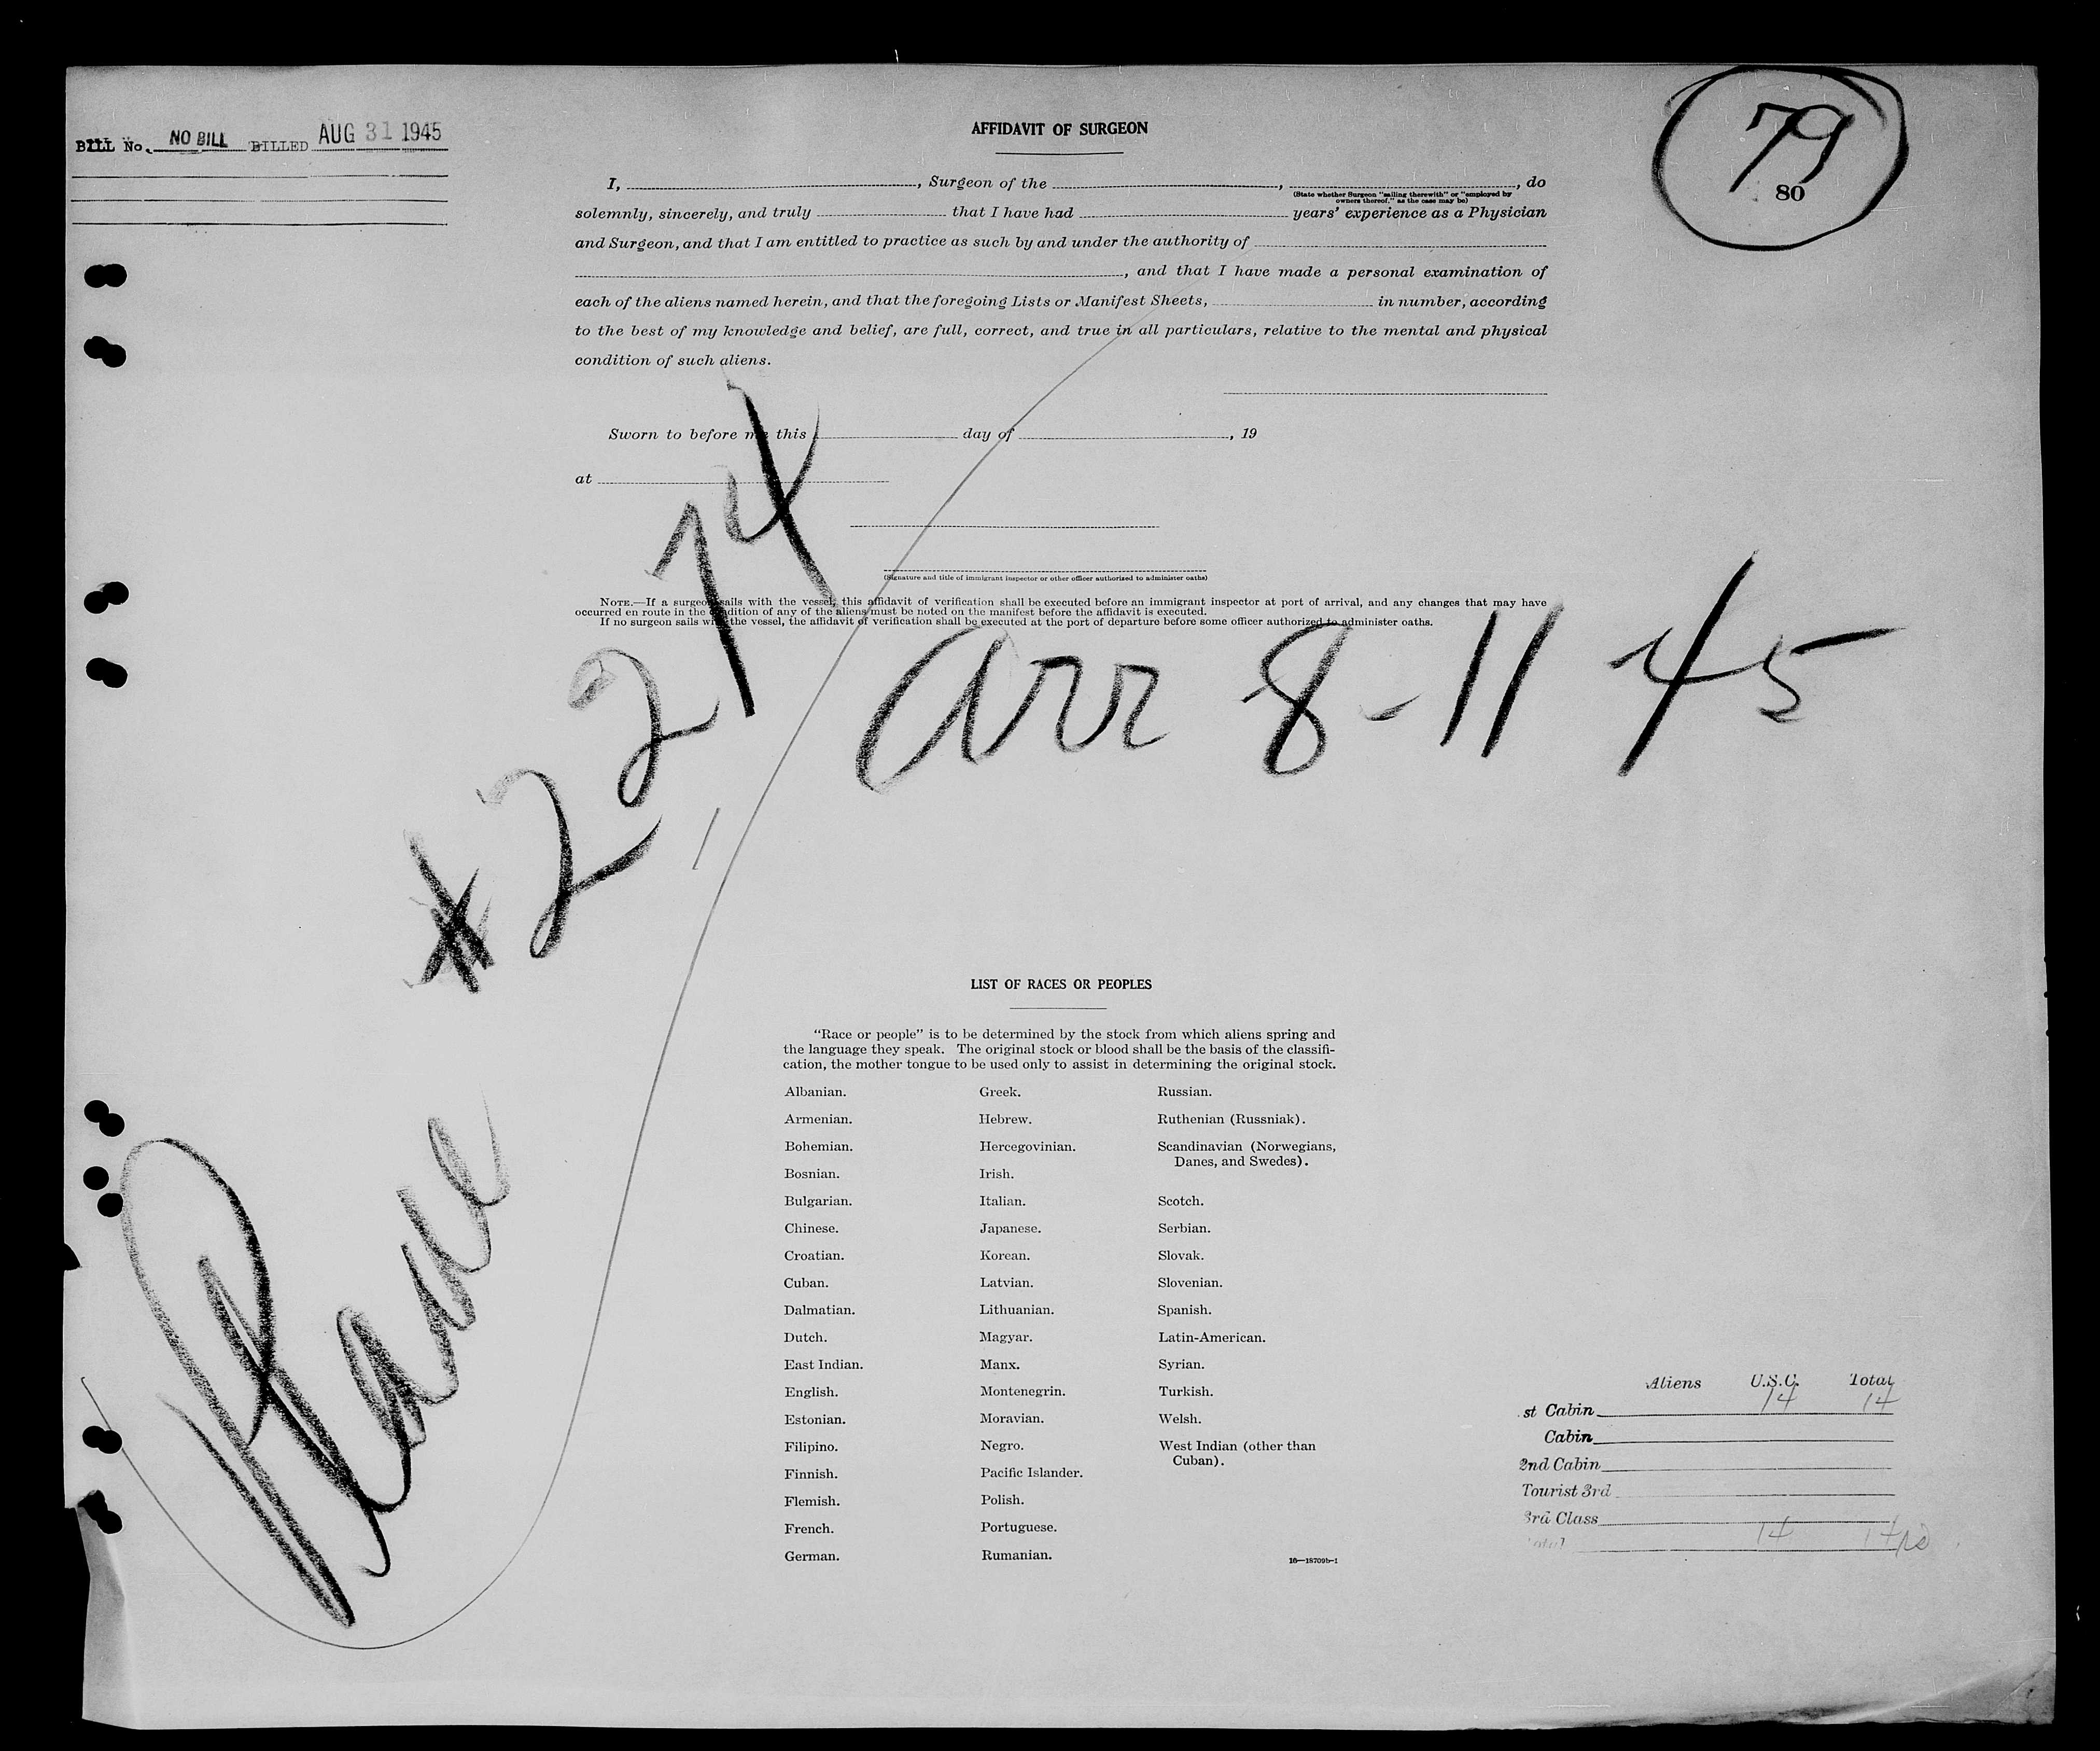 BILL No. NO BILL BILLED AUG 31 1945
79
80
AFFIDAVIT OF SURGEON
I, , Surgeon of the , , do
(State whether Surgeon "sailing therewith" or "employed by
owners thereof," as the case may be)
solemnly, sincerely, and truly that I have had years' experience as a Physician
and Surgeon, and that I am entitled to practice as such by and under the authority of
, and that I have made a personal examination of
each of the aliens named herein, and that the foregoing Lists or Manifest Sheets, in number, according
to the best of my knowledge and belief, are full, correct, and true in all particulars, relative to the mental and physical
condition of such aliens.
Sworn to before me this day of , 19
at
(Signature and title of immigrant inspector or other officer authorized to administer oaths)
NOTE.—If a surgeon sails with the vessel, this affidavit of verification shall be executed before an immigrant inspector at port of arrival, and any changes that may have
occurred en route in the condition of any of the aliens must be noted on the manifest before the affidavit is executed.
If no surgeon sails with the vessel, the affidavit of verification shall be executed at the port of departure before some officer authorized to administer oaths.
Plane #2274
arr 8-11 45
LIST OF RACES OR PEOPLES
"Race or people" is to be determined by the stock from which aliens spring and
the language they speak. The original stock or blood shall be the basis of the classifi-
cation, the mother tongue to be used only to assist in determining the original stock.
Albanian.
Armenian.
Bohemian.
Bosnian.
Bulgarian.
Chinese.
Croatian.
Cuban.
Dalmatian.
Dutch.
East Indian.
English.
Estonian.
Filipino.
Finnish.
Flemish.
French.
German.
Greek.
Hebrew.
Hercegovinian.
Irish.
Italian.
Japanese.
Korean.
Latvian.
Lithuanian.
Magyar.
Manx.
Montenegrin.
Moravian.
Negro.
Pacific Islander.
Polish.
Portuguese.
Rumanian.
Russian.
Ruthenian (Russniak).
Scandinavian (Norwegians,
Danes, and Swedes).
Scotch.
Serbian.
Slovak.
Slovenian.
Spanish.
Latin-American.
Syrian.
Turkish.
Welsh.
West Indian (other than
Cuban).
16—18709b-1
Aliens U.S.C. Total
st Cabin 14 14
Cabin
2nd Cabin
Tourist 3rd
3rd Class
14 14